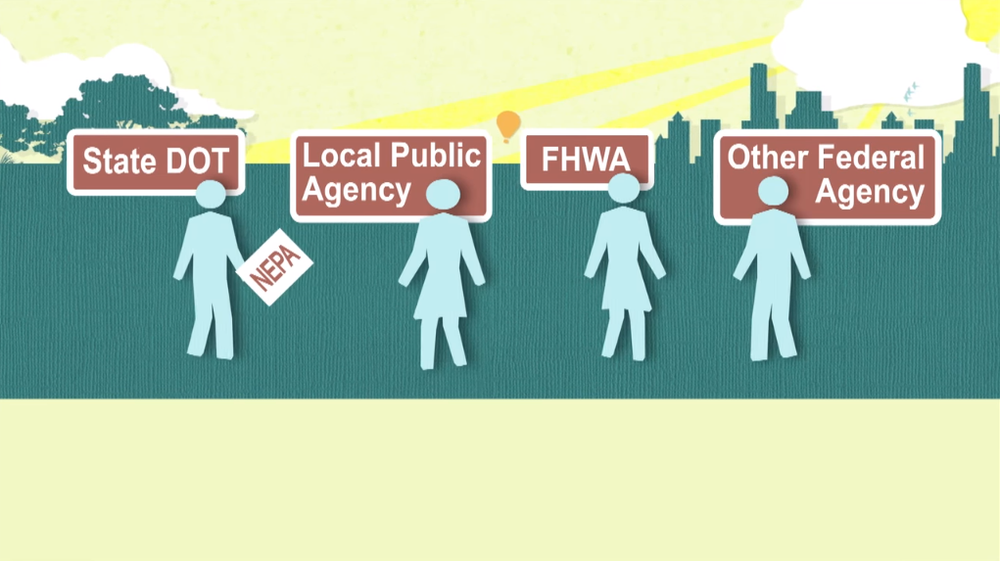 State DOT
Local Public
Agency
FHWA
Other Federal
Agency
NEPA